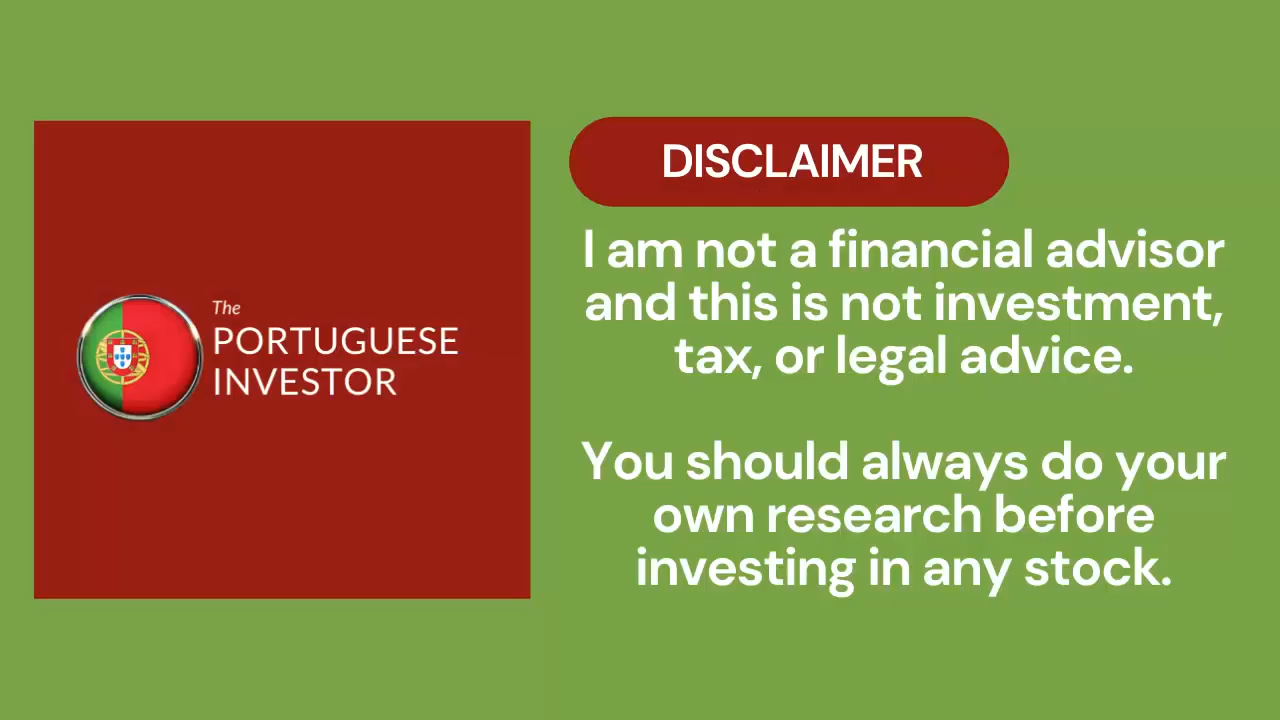 The
PORTUGUESE
INVESTOR
DISCLAIMER
I am not a financial advisor
and this is not investment,
tax, or legal advice.
You should always do your
own research before
investing in any stock.